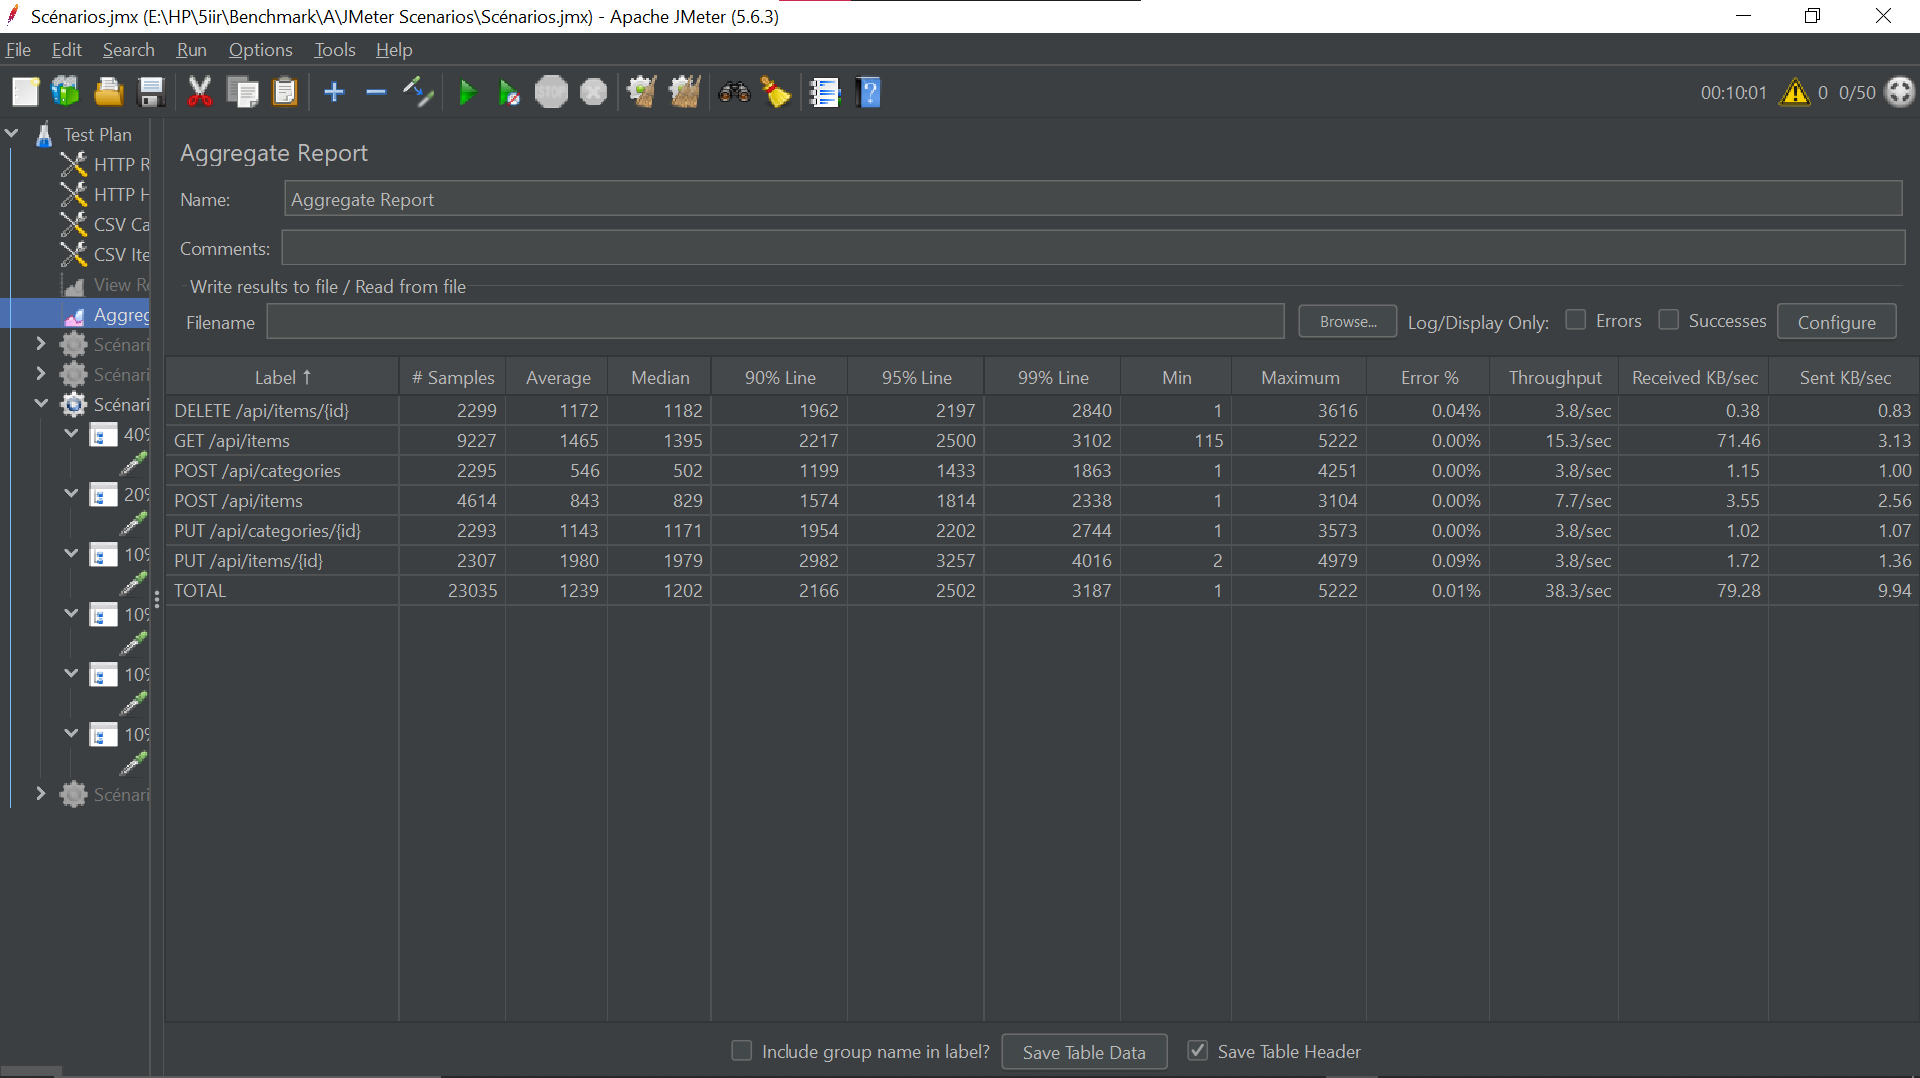 Scénarios.jmx (E:\HP\5iir\Benchmark\A\JMeter Scenarios\Scénarios.jmx) - Apache JMeter (5.6.3)
File Edit Search Run Options Tools Help
STOP 00:10:01 0 0/50
Test Plan
HTTP R
HTTP H
CSV Ca
CSV Ite
View Re
Aggreg
Scénari
Scénari
Scénari
40%
20%
10%
10%
10%
10%
Scénari
Aggregate Report
Name: Aggregate Report
Comments:
Write results to file / Read from file
Filename Browse... Log/Display Only: Errors Successes Configure
Label ↑ # Samples Average Median 90% Line 95% Line 99% Line Min Maximum Error % Throughput Received KB/sec Sent KB/sec
DELETE /api/items/{id} 2299 1172 1182 1962 2197 2840 1 3616 0.04% 3.8/sec 0.38 0.83
GET /api/items 9227 1465 1395 2217 2500 3102 115 5222 0.00% 15.3/sec 71.46 3.13
POST /api/categories 2295 546 502 1199 1433 1863 1 4251 0.00% 3.8/sec 1.15 1.00
POST /api/items 4614 843 829 1574 1814 2338 1 3104 0.00% 7.7/sec 3.55 2.56
PUT /api/categories/{id} 2293 1143 1171 1954 2202 2744 1 3573 0.00% 3.8/sec 1.02 1.07
PUT /api/items/{id} 2307 1980 1979 2982 3257 4016 2 4979 0.09% 3.8/sec 1.72 1.36
TOTAL 23035 1239 1202 2166 2502 3187 1 5222 0.01% 38.3/sec 79.28 9.94
Include group name in label? Save Table Data Save Table Header